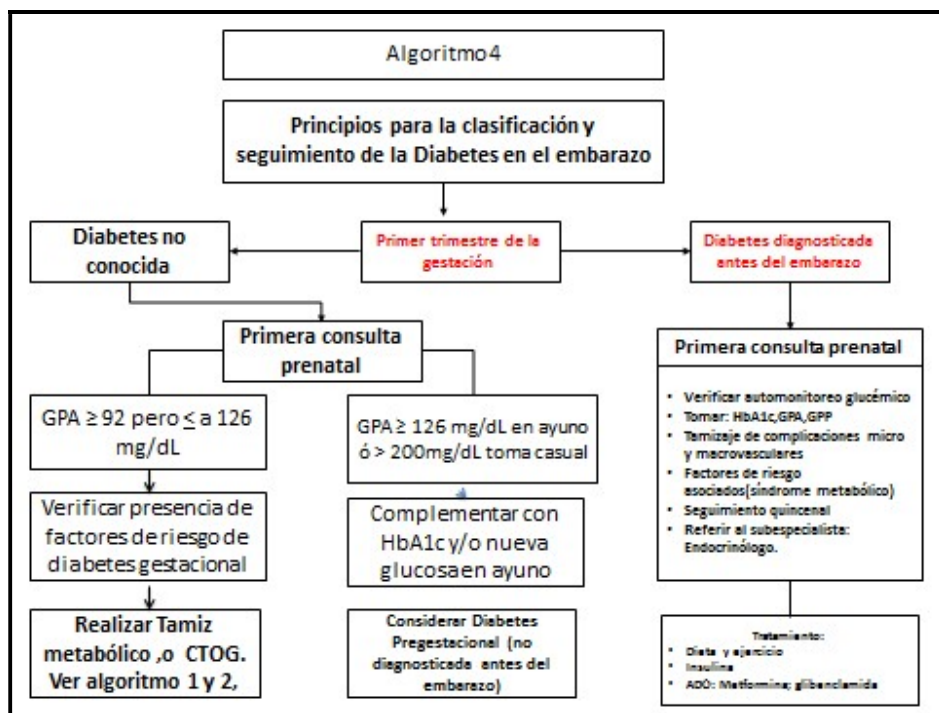 Algoritmo 4
Principios para la clasificación y
seguimiento de la Diabetes en el embarazo
Diabetes no
conocida
Primer trimestre de la
gestación
Diabetes diagnosticada
antes del embarazo
Primera consulta
prenatal
GPA ≥ 92 pero ≤ a 126
mg/dL
Verificar presencia de
factores de riesgo de
diabetes gestacional
Realizar Tamiz
metabólico ,o CTOG.
Ver algoritmo 1 y 2,
GPA ≥ 126 mg/dL en ayuno
ó > 200mg/dL toma casual
Complementar con
HbA1c y/o nueva
glucosa en ayuno
Considerar Diabetes
Pregestacional (no
diagnosticada antes del
embarazo)
Primera consulta prenatal
• Verificar automonitoreo glucémico
• Tomar: HbA1c,GPA,GPP
• Tamizaje de complicaciones micro
y macrovasculares
• Factores de riesgo
asociados(síndrome metabólico)
• Seguimiento quincenal
• Referir al subespecialista:
Endocrinólogo.
Tratamiento:
• Dieta y ejercicio
• Insulina
• ADO: Metformina; glibenclamida